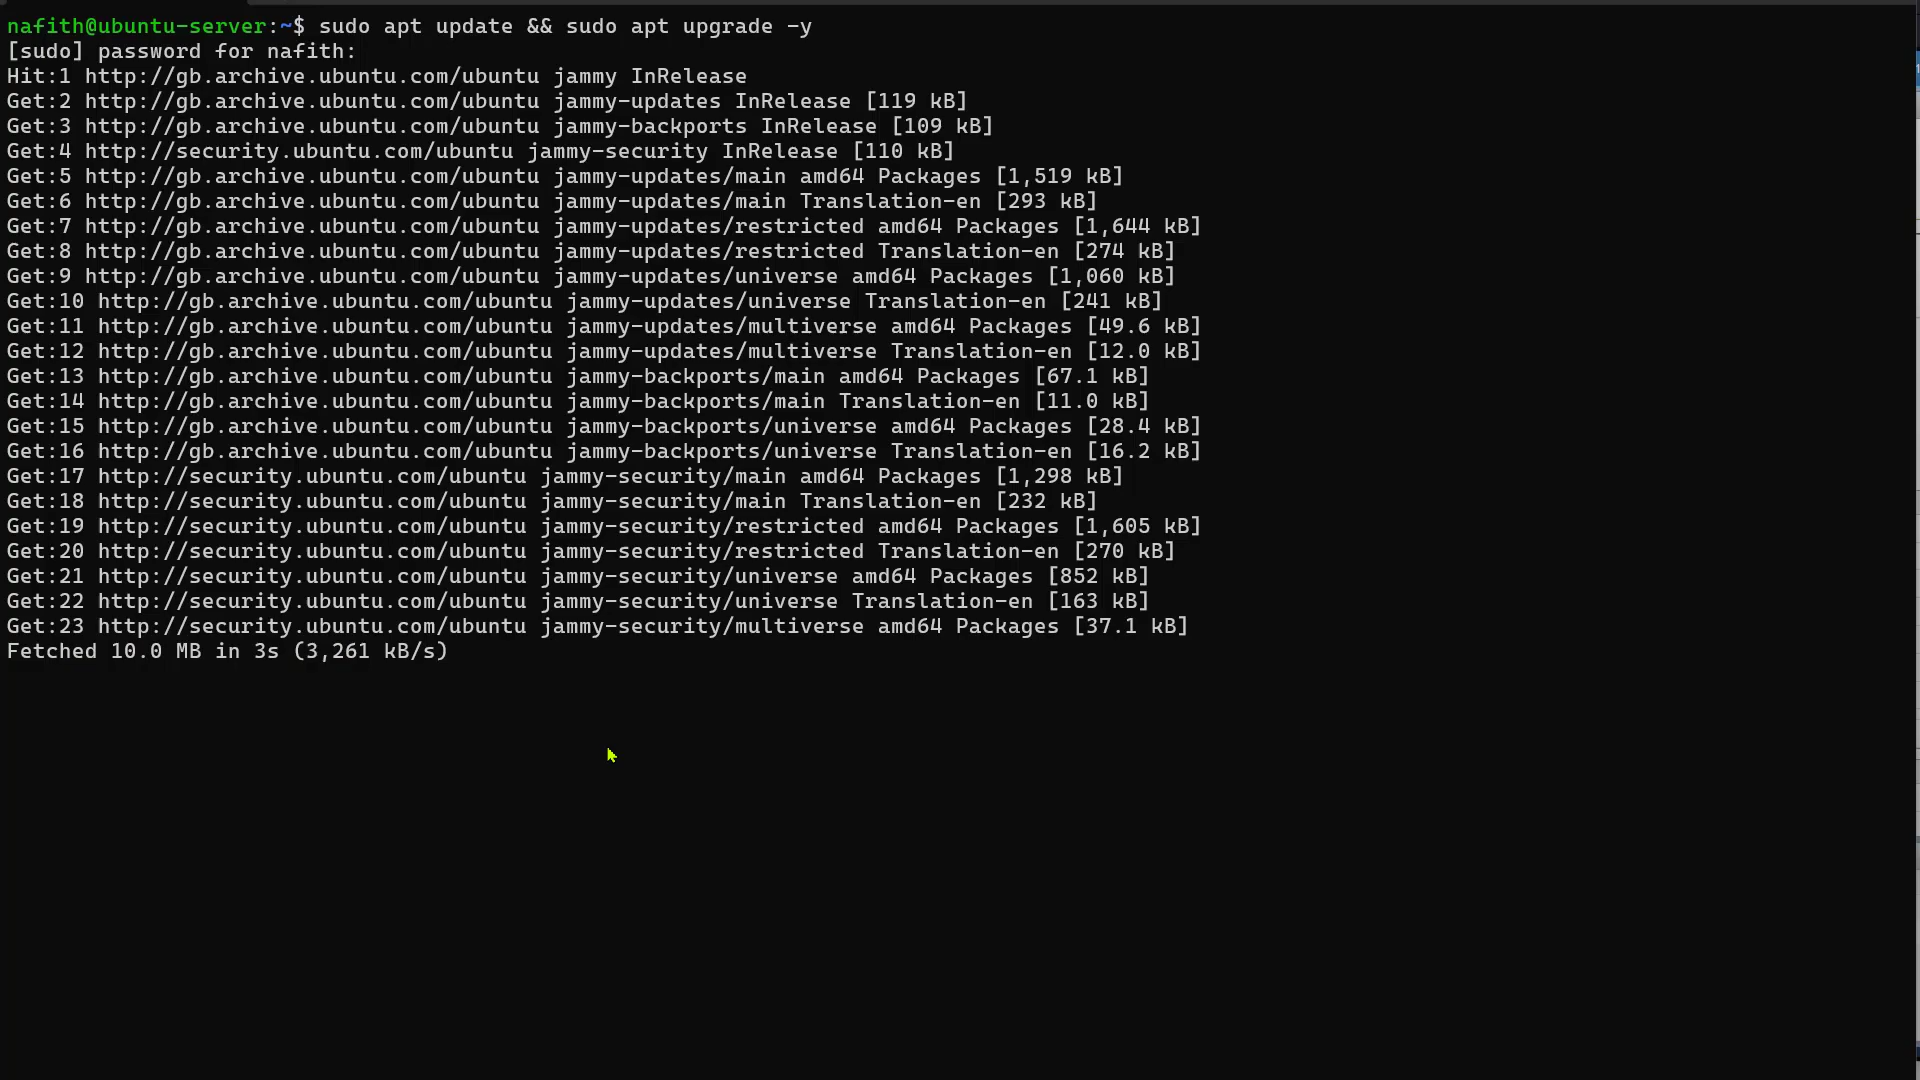 nafith@ubuntu-server:~$ sudo apt update && sudo apt upgrade -y
[sudo] password for nafith:
Hit:1 http://gb.archive.ubuntu.com/ubuntu jammy InRelease
Get:2 http://gb.archive.ubuntu.com/ubuntu jammy-updates InRelease [119 kB]
Get:3 http://gb.archive.ubuntu.com/ubuntu jammy-backports InRelease [109 kB]
Get:4 http://security.ubuntu.com/ubuntu jammy-security InRelease [110 kB]
Get:5 http://gb.archive.ubuntu.com/ubuntu jammy-updates/main amd64 Packages [1,519 kB]
Get:6 http://gb.archive.ubuntu.com/ubuntu jammy-updates/main Translation-en [293 kB]
Get:7 http://gb.archive.ubuntu.com/ubuntu jammy-updates/restricted amd64 Packages [1,644 kB]
Get:8 http://gb.archive.ubuntu.com/ubuntu jammy-updates/restricted Translation-en [274 kB]
Get:9 http://gb.archive.ubuntu.com/ubuntu jammy-updates/universe amd64 Packages [1,060 kB]
Get:10 http://gb.archive.ubuntu.com/ubuntu jammy-updates/universe Translation-en [241 kB]
Get:11 http://gb.archive.ubuntu.com/ubuntu jammy-updates/multiverse amd64 Packages [49.6 kB]
Get:12 http://gb.archive.ubuntu.com/ubuntu jammy-updates/multiverse Translation-en [12.0 kB]
Get:13 http://gb.archive.ubuntu.com/ubuntu jammy-backports/main amd64 Packages [67.1 kB]
Get:14 http://gb.archive.ubuntu.com/ubuntu jammy-backports/main Translation-en [11.0 kB]
Get:15 http://gb.archive.ubuntu.com/ubuntu jammy-backports/universe amd64 Packages [28.4 kB]
Get:16 http://gb.archive.ubuntu.com/ubuntu jammy-backports/universe Translation-en [16.2 kB]
Get:17 http://security.ubuntu.com/ubuntu jammy-security/main amd64 Packages [1,298 kB]
Get:18 http://security.ubuntu.com/ubuntu jammy-security/main Translation-en [232 kB]
Get:19 http://security.ubuntu.com/ubuntu jammy-security/restricted amd64 Packages [1,605 kB]
Get:20 http://security.ubuntu.com/ubuntu jammy-security/restricted Translation-en [270 kB]
Get:21 http://security.ubuntu.com/ubuntu jammy-security/universe amd64 Packages [852 kB]
Get:22 http://security.ubuntu.com/ubuntu jammy-security/universe Translation-en [163 kB]
Get:23 http://security.ubuntu.com/ubuntu jammy-security/multiverse amd64 Packages [37.1 kB]
Fetched 10.0 MB in 3s (3,261 kB/s)